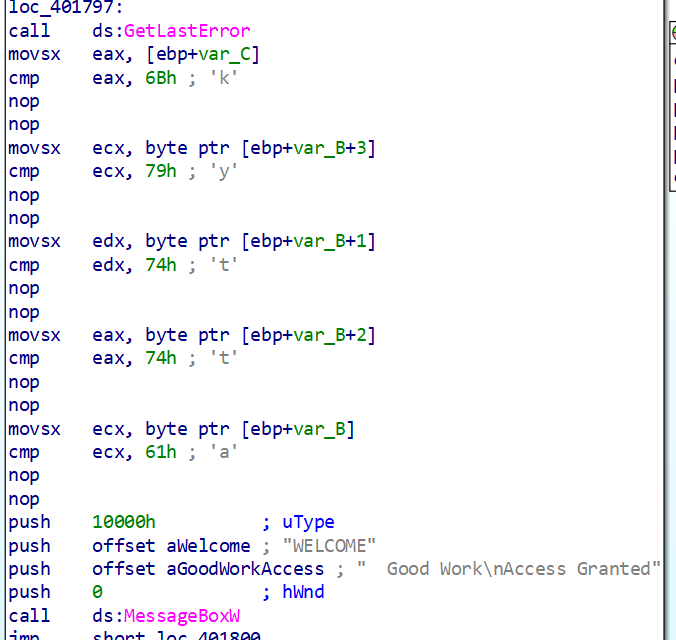 loc_401797:
call ds:GetLastError
movsx eax, [ebp+var_C]
cmp eax, 6Bh ; 'k'
nop
nop
movsx ecx, byte ptr [ebp+var_B+3]
cmp ecx, 79h ; 'y'
nop
nop
movsx edx, byte ptr [ebp+var_B+1]
cmp edx, 74h ; 't'
nop
nop
movsx eax, byte ptr [ebp+var_B+2]
cmp eax, 74h ; 't'
nop
nop
movsx ecx, byte ptr [ebp+var_B]
cmp ecx, 61h ; 'a'
nop
nop
push 10000h ; uType
push offset aWelcome ; "WELCOME"
push offset aGoodWorkAccess ; "  Good Work\nAccess Granted"
push 0 ; hWnd
call ds:MessageBoxW
jmp short loc_401800